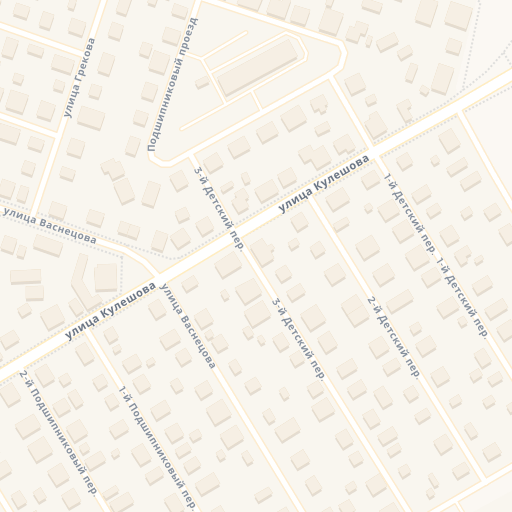 улица Грекова
Подшипниковый проезд
3-й Детский пер.
улица Кулешова
1-й Детский пер.
1-й Детский пер.
улица Васнецова
улица Кулешова
улица Васнецова
3-й Детский пер.
2-й Детский пер.
2-й Подшипниковый пер.
1-й Подшипниковый пер.